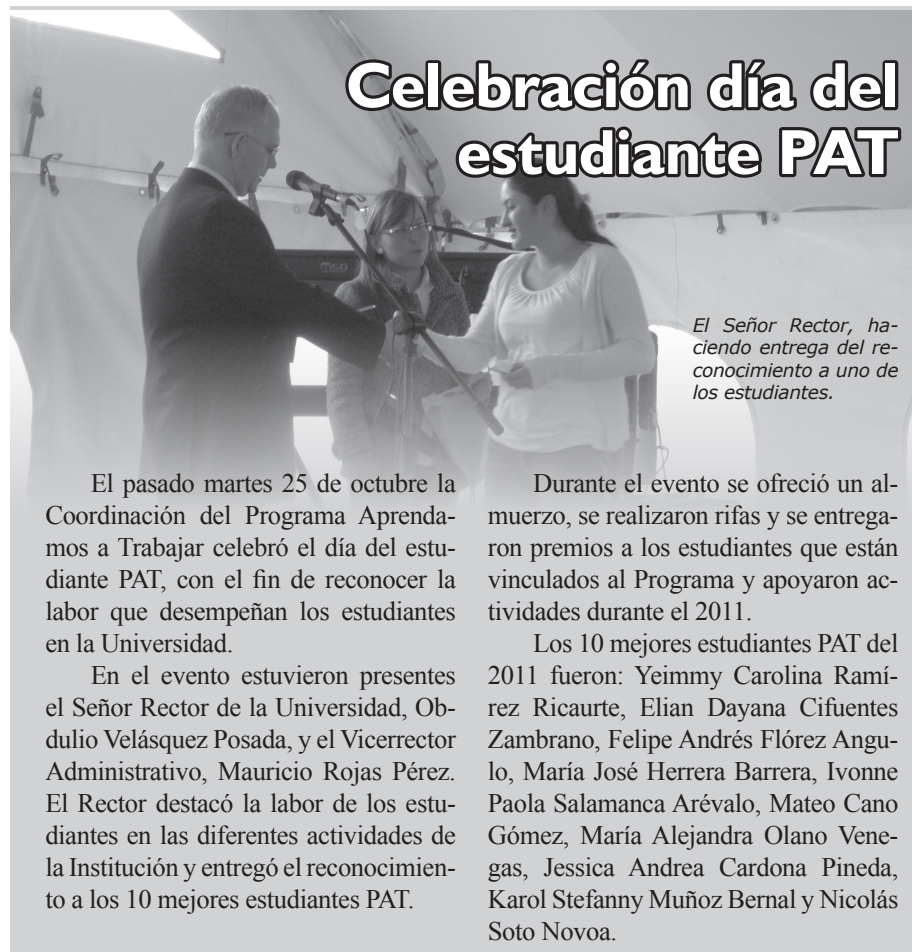 Celebración día del
estudiante PAT
El Señor Rector, ha-
ciendo entrega del re-
conocimiento a uno de
los estudiantes.
El pasado martes 25 de octubre la
Coordinación del Programa Aprenda-
mos a Trabajar celebró el día del estu-
diante PAT, con el fin de reconocer la
labor que desempeñan los estudiantes
en la Universidad.
En el evento estuvieron presentes
el Señor Rector de la Universidad, Ob-
dulio Velásquez Posada, y el Vicerrector
Administrativo, Mauricio Rojas Pérez.
El Rector destacó la labor de los estu-
diantes en las diferentes actividades de
la Institución y entregó el reconocimien-
to a los 10 mejores estudiantes PAT.
Durante el evento se ofreció un al-
muerzo, se realizaron rifas y se entrega-
ron premios a los estudiantes que están
vinculados al Programa y apoyaron ac-
tividades durante el 2011.
Los 10 mejores estudiantes PAT del
2011 fueron: Yeimmy Carolina Ramí-
rez Ricaurte, Elian Dayana Cifuentes
Zambrano, Felipe Andrés Flórez Angu-
lo, María José Herrera Barrera, Ivonne
Paola Salamanca Arévalo, Mateo Cano
Gómez, María Alejandra Olano Vene-
gas, Jessica Andrea Cardona Pineda,
Karol Stefanny Muñoz Bernal y Nicolás
Soto Novoa.